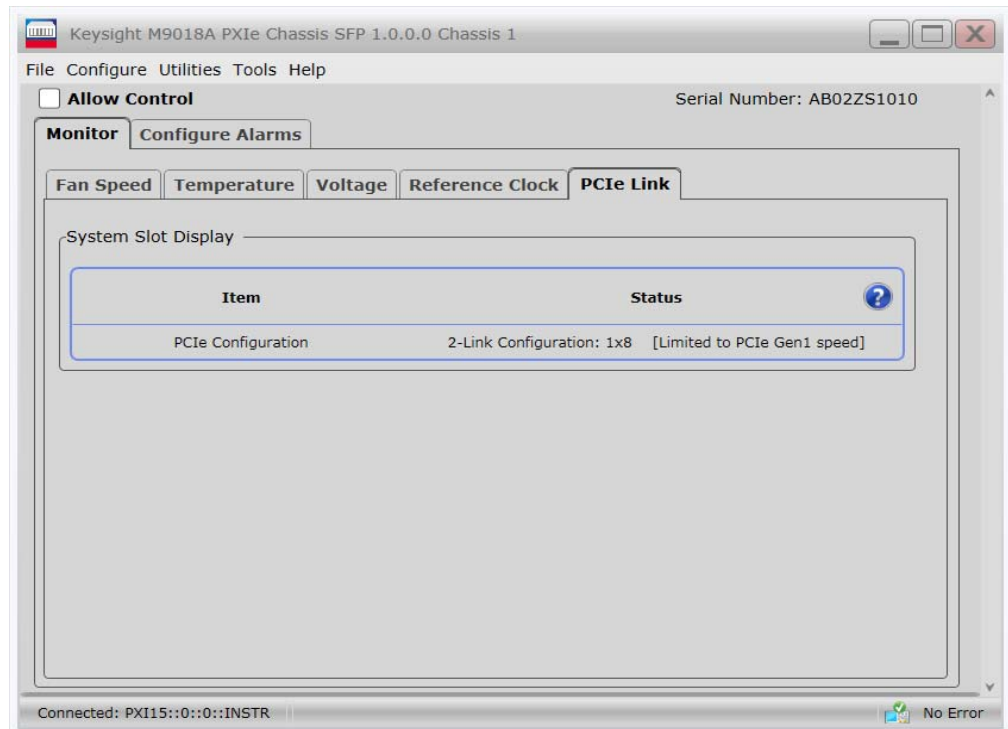 Keysight M9018A PXIe Chassis SFP 1.0.0.0 Chassis 1
File Configure Utilities Tools Help
Allow Control Serial Number: AB02ZS1010
Monitor Configure Alarms
Fan Speed Temperature Voltage Reference Clock PCIe Link
System Slot Display
Item Status ?
PCIe Configuration 2-Link Configuration: 1x8 [Limited to PCIe Gen1 speed]
Connected: PXI15::0::0::INSTR No Error